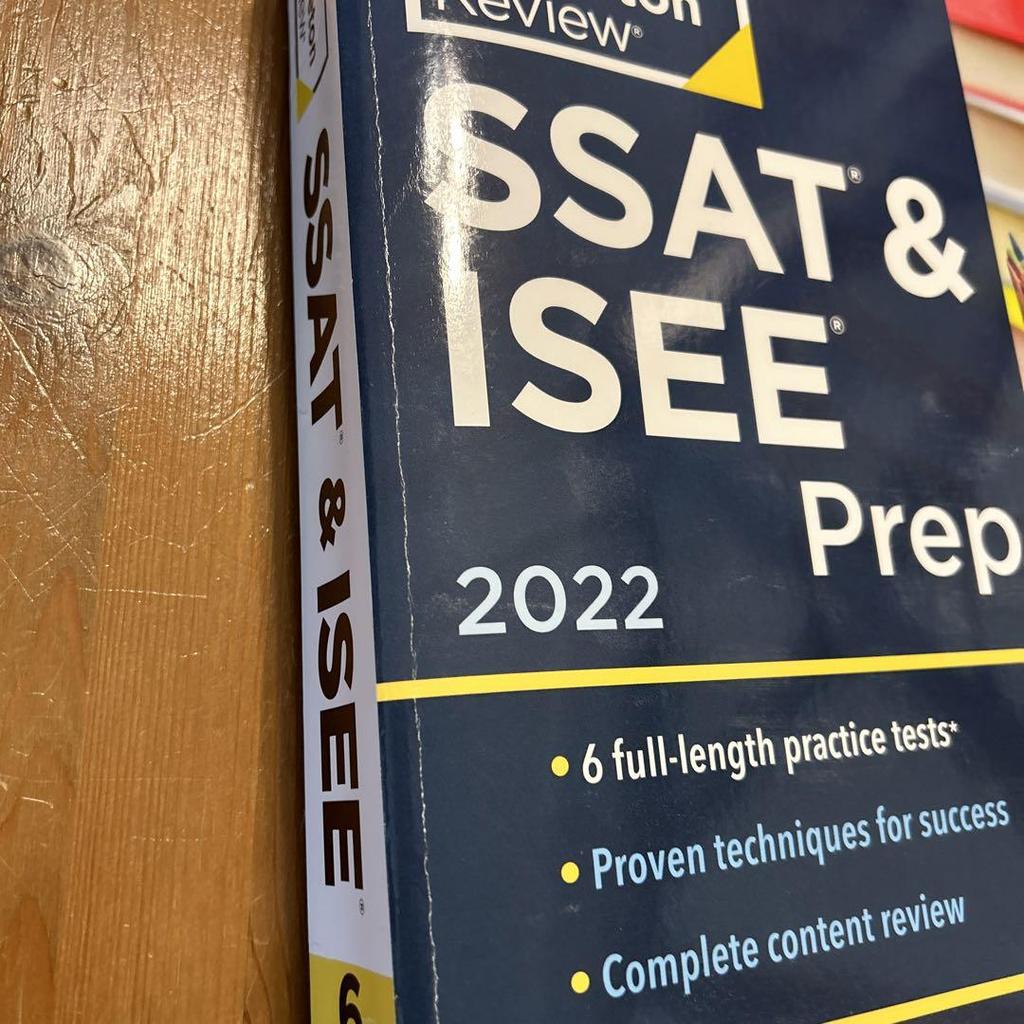 Review®
SSAT® &
ISEE®
Prep
2022
• 6 full-length practice tests*
• Proven techniques for success
• Complete content review
SSAT® & ISEE®
6